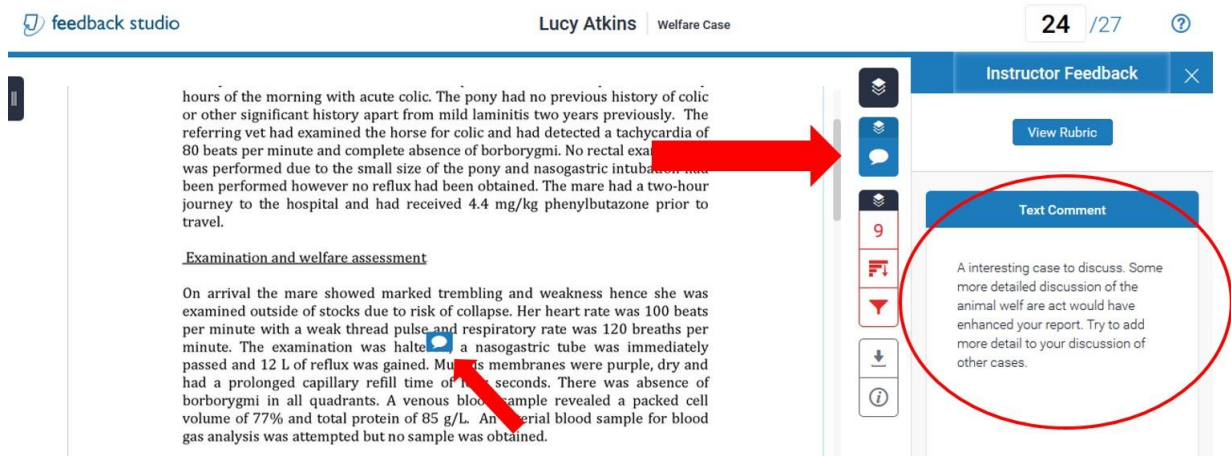 feedback studio
Lucy Atkins
Welfare Case
24 /27
?
hours of the morning with acute colic. The pony had no previous history of colic
or other significant history apart from mild laminitis two years previously. The
referring vet had examined the horse for colic and had detected a tachycardia of
80 beats per minute and complete absence of borborygmi. No rectal
was performed due to the small size of the pony and nasogastric
been performed however no reflux had been obtained. The mare had a two-hour
journey to the hospital and had received 4.4 mg/kg phenylbutazone prior to
travel.
Examination and welfare assessment
On arrival the mare showed marked trembling and weakness hence she was
examined outside of stocks due to risk of collapse. Her heart rate was 100 beats
per minute with a weak thread pulse and respiratory rate was 120 breaths per
minute. The examination was a nasogastric tube was immediately
passed and 12 L of reflux was gained. membranes were purple, dry and
had a prolonged capillary refill time of seconds. There was absence of
borborygmi in all quadrants. A venous blood sample revealed a packed cell
volume of 77% and total protein of 85 g/L. An blood sample for blood
gas analysis was attempted but no sample was obtained.
9
i
Instructor Feedback
View Rubric
Text Comment
A interesting case to discuss. Some
more detailed discussion of the
animal welf are act would have
enhanced your report. Try to add
more detail to your discussion of
other cases.